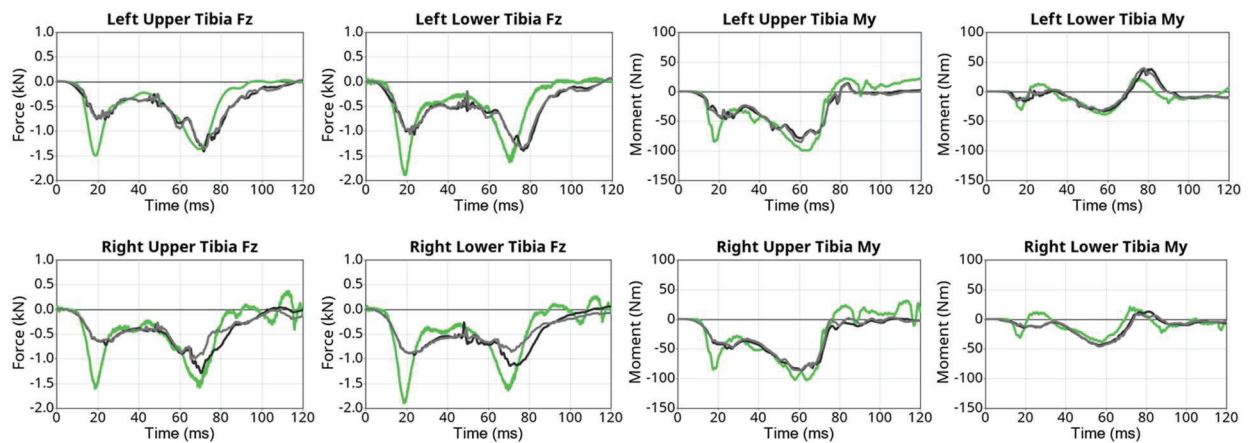 Left Upper Tibia Fz
Force (kN)
1.0
0.5
0.0
-0.5
-1.0
-1.5
-2.0
0 20 40 60 80 100 120
Time (ms)
Left Lower Tibia Fz
Force (kN)
1.0
0.5
0.0
-0.5
-1.0
-1.5
-2.0
0 20 40 60 80 100 120
Time (ms)
Left Upper Tibia My
Moment (Nm)
100
50
0
-50
-100
-150
0 20 40 60 80 100 120
Time (ms)
Left Lower Tibia My
Moment (Nm)
100
50
0
-50
-100
-150
0 20 40 60 80 100 120
Time (ms)
Right Upper Tibia Fz
Force (kN)
1.0
0.5
0.0
-0.5
-1.0
-1.5
-2.0
0 20 40 60 80 100 120
Time (ms)
Right Lower Tibia Fz
Force (kN)
1.0
0.5
0.0
-0.5
-1.0
-1.5
-2.0
0 20 40 60 80 100 120
Time (ms)
Right Upper Tibia My
Moment (Nm)
100
50
0
-50
-100
-150
0 20 40 60 80 100 120
Time (ms)
Right Lower Tibia My
Moment (Nm)
100
50
0
-50
-100
-150
0 20 40 60 80 100 120
Time (ms)